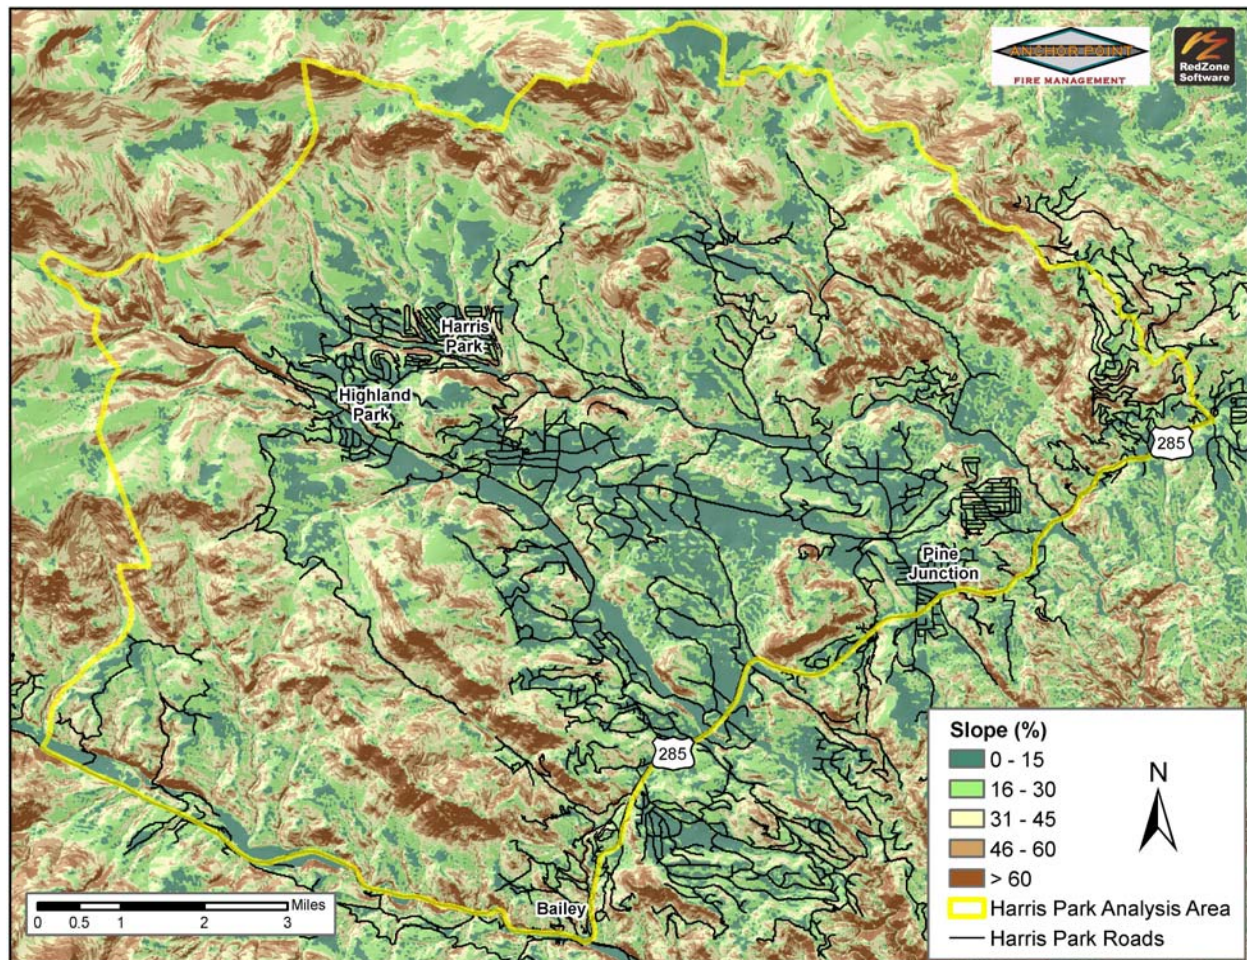 ANCHOR POINT
FIRE MANAGEMENT
RedZone
Software
Harris
Park
Highland
Park
285
Pine
Junction
285
Bailey
Slope (%)
0 - 15
16 - 30
31 - 45
46 - 60
> 60
Harris Park Analysis Area
Harris Park Roads
N
Miles
0 0.5 1 2 3